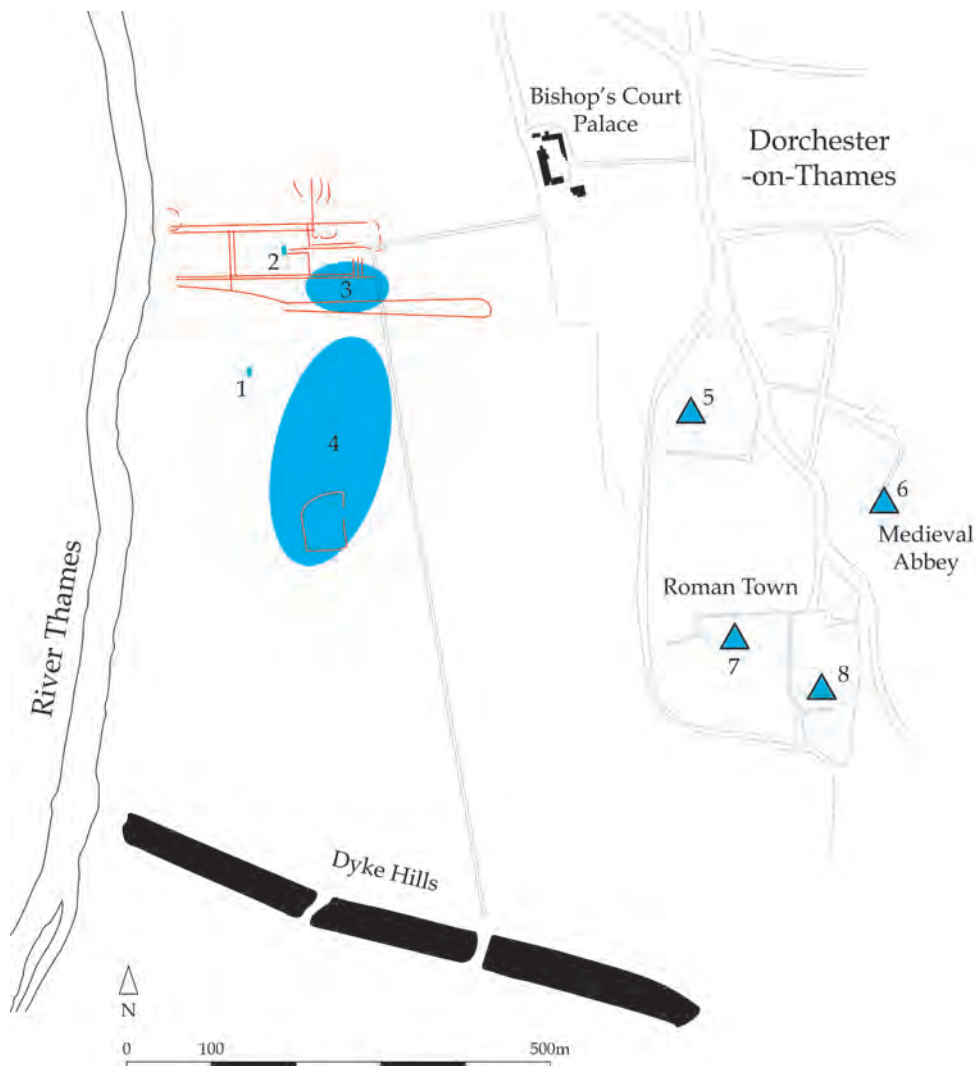 Bishop's Court
Palace
Dorchester
-on-Thames
2
3
1
4
5
6
Medieval
Abbey
Roman Town
7
8
River Thames
Dyke Hills
N
0 100 500m